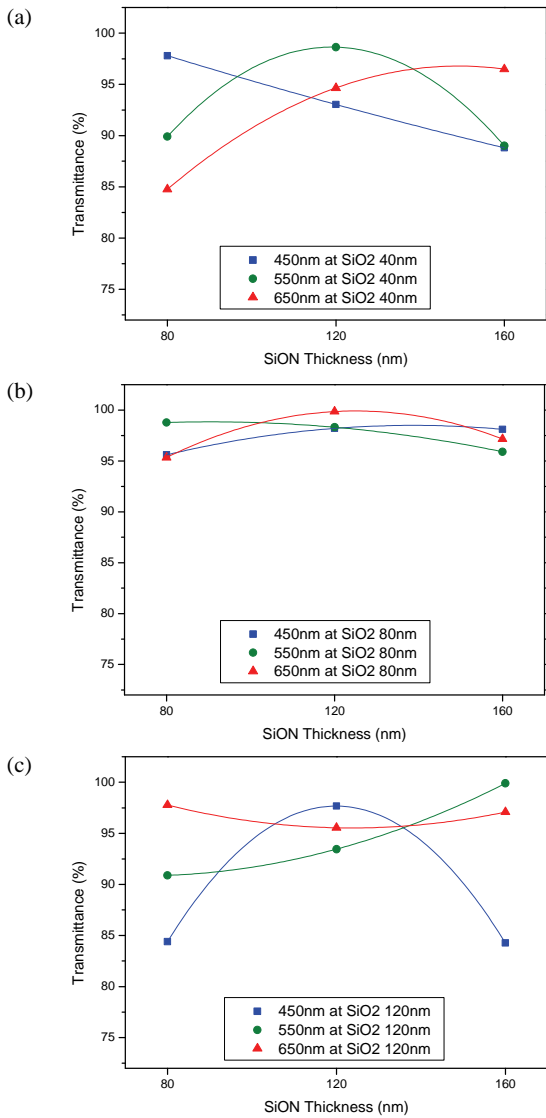 (a)
100
95
90
85
80
75
Transmittance (%)
450nm at SiO2 40nm
550nm at SiO2 40nm
650nm at SiO2 40nm
80 120 160
SiON Thickness (nm)
(b)
100
95
90
85
80
75
Transmittance (%)
450nm at SiO2 80nm
550nm at SiO2 80nm
650nm at SiO2 80nm
80 120 160
SiON Thickness (nm)
(c)
100
95
90
85
80
75
Transmittance (%)
450nm at SiO2 120nm
550nm at SiO2 120nm
650nm at SiO2 120nm
80 120 160
SiON Thickness (nm)